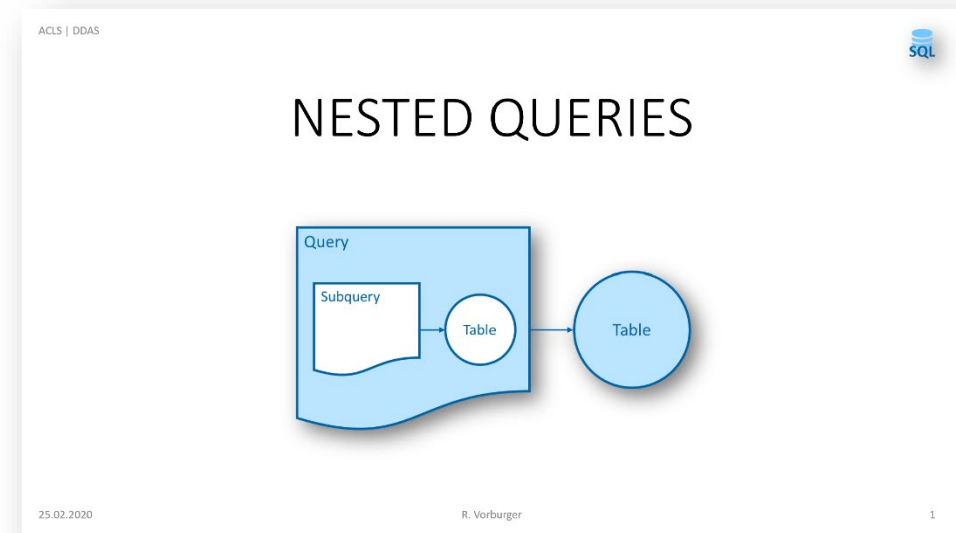 ACLS | DDAS
SQL
NESTED QUERIES
Query
Subquery
Table
Table
25.02.2020
R. Vorburger
1